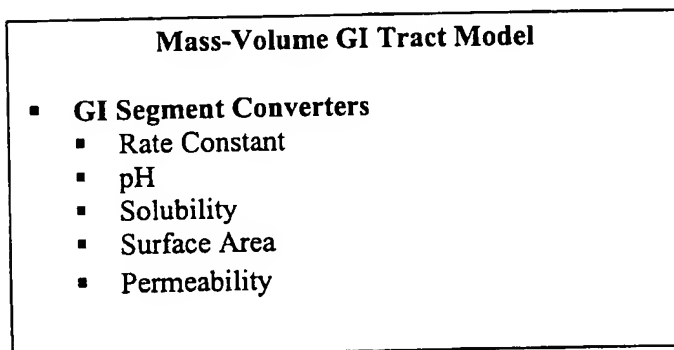 Mass-Volume GI Tract Model
▪ GI Segment Converters
▪ Rate Constant
▪ pH
▪ Solubility
▪ Surface Area
▪ Permeability